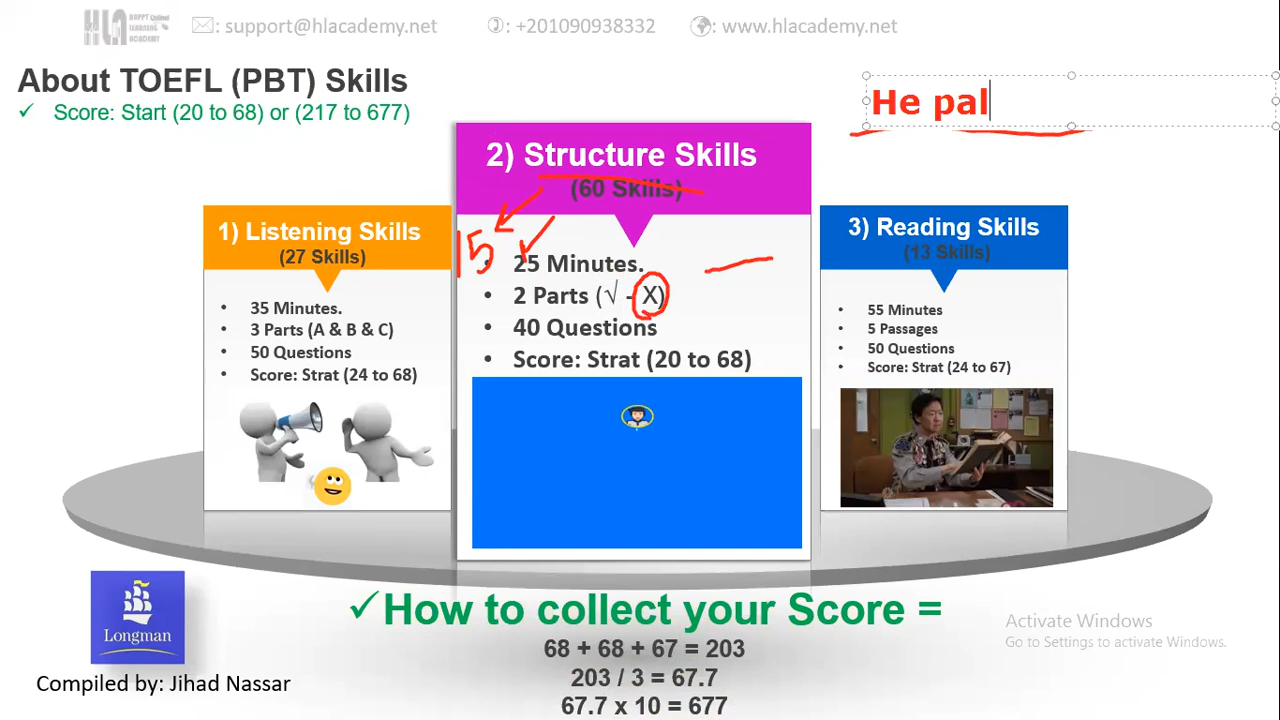 HLA HAPPY Online LEARNING ACADEMY
: support@hlacademy.net : +201090938332 : www.hlacademy.net
About TOEFL (PBT) Skills
✓ Score: Start (20 to 68) or (217 to 677)
He pal
1) Listening Skills
(27 Skills)
• 35 Minutes.
• 3 Parts (A & B & C)
• 50 Questions
• Score: Strat (24 to 68)
2) Structure Skills
(60 Skills)
15
• 25 Minutes.
• 2 Parts (√ - X)
• 40 Questions
• Score: Strat (20 to 68)
3) Reading Skills
(13 Skills)
• 55 Minutes
• 5 Passages
• 50 Questions
• Score: Strat (24 to 67)
✓How to collect your Score =
68 + 68 + 67 = 203
203 / 3 = 67.7
67.7 x 10 = 677
Longman
Compiled by: Jihad Nassar
Activate Windows
Go to Settings to activate Windows.